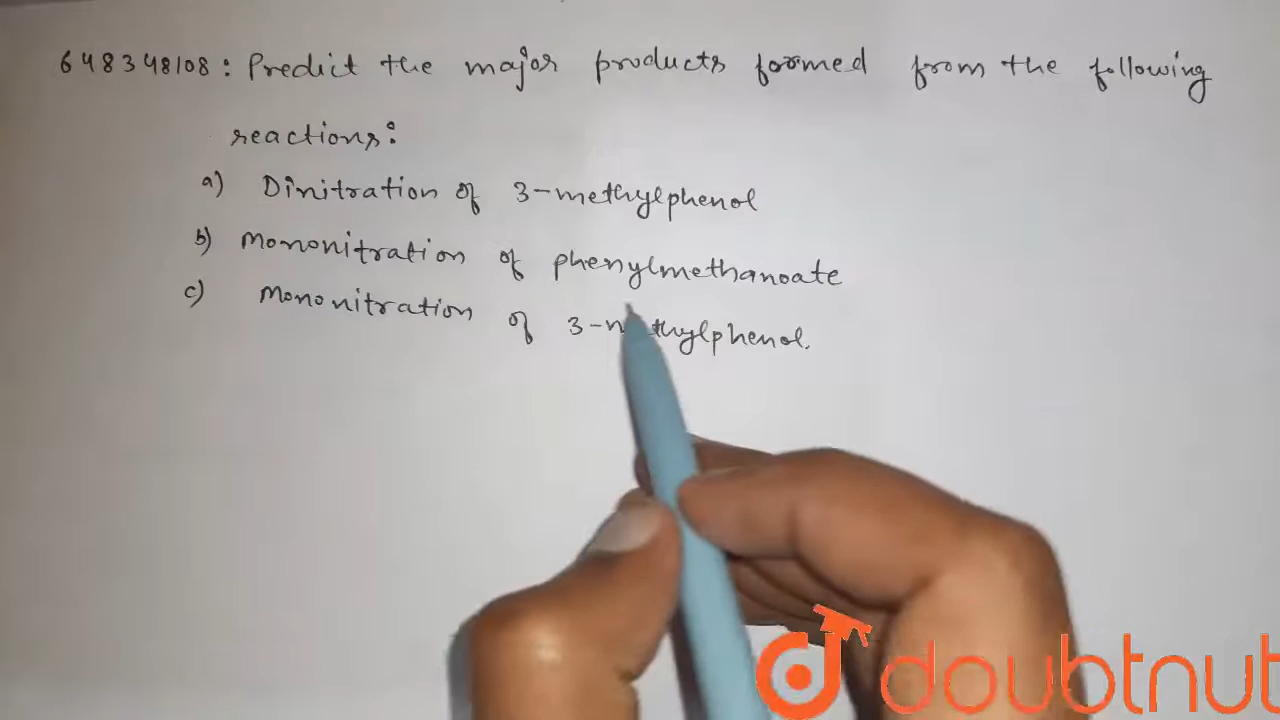 648348108: Predict the major products formed from the following
reactions:
a) Dinitration of 3-methylphenol
b) Mononitration of phenylmethanoate
c) Mononitration of 3-methylphenol.
doubtnut